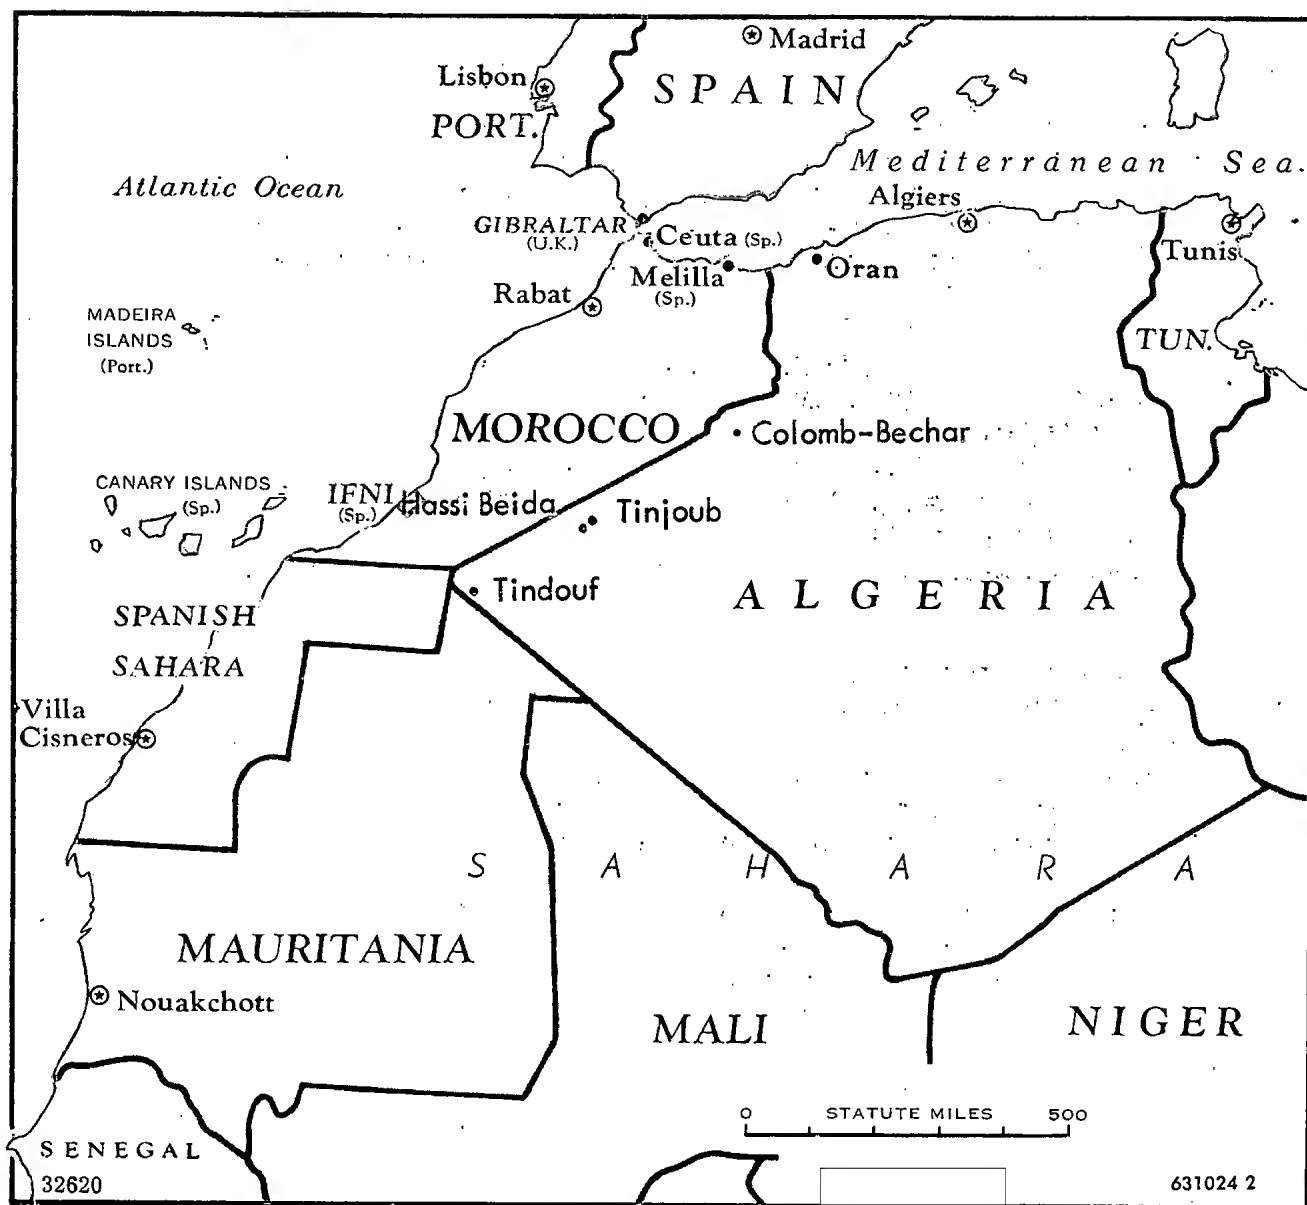 Madrid
Lisbon
SPAIN
PORT.
Mediterranean Sea
Atlantic Ocean
Algiers
GIBRALTAR
(U.K.)
Ceuta (Sp.)
Tunis
Melilla
(Sp.)
Oran
Rabat
MADEIRA
ISLANDS
(Port.)
TUN.
MOROCCO
Colomb-Bechar
CANARY ISLANDS
(Sp.)
IFNI
(Sp.)
Hassi Beida
Tinjoub
Tindouf
ALGERIA
SPANISH
SAHARA
Villa
Cisneros
SAHARA
MAURITANIA
Nouakchott
MALI
NIGER
0 STATUTE MILES 500
SENEGAL
32620
631024 2